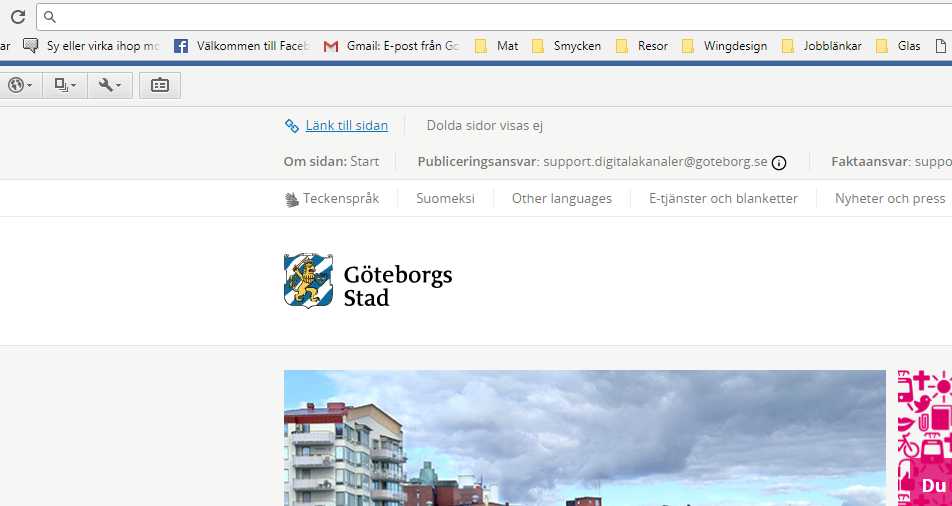 ar Sy eller virka ihop mo Välkommen till Faceb Gmail: E-post från Go Mat Smycken Resor Wingdesign Jobblänkar Glas
Länk till sidan Dolda sidor visas ej
Om sidan: Start Publiceringsansvar: support.digitalakanaler@goteborg.se Faktaansvar: suppo
Teckenspråk Suomeksi Other languages E-tjänster och blanketter Nyheter och press
Göteborgs
Stad
Du